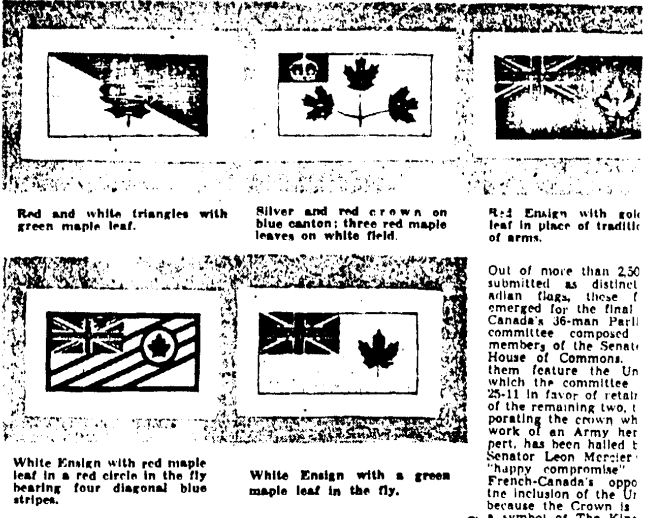 Red and white triangles with
green maple leaf.
Silver and red crown on
blue canton; three red maple
leaves on white field.
Red Ensign with
leaf in place of
of arms.
White Ensign with red maple
leaf in a red circle in the fly
bearing four diagonal blue
stripes.
White Ensign with a green
maple leaf in the fly.
Out of more than
submitted as
flags, these
emerged for the final
Canada's 36-man
committee composed
members of the
House of Commons.
them feature the
which the committee
25-11 in favor of
of the remaining two,
porating the crown
work of an Army
pert, has been hailed
Senator Leon Mercier
"happy compromise"
French-Canada's
the inclusion of the
because the Crown is
a symbol of The